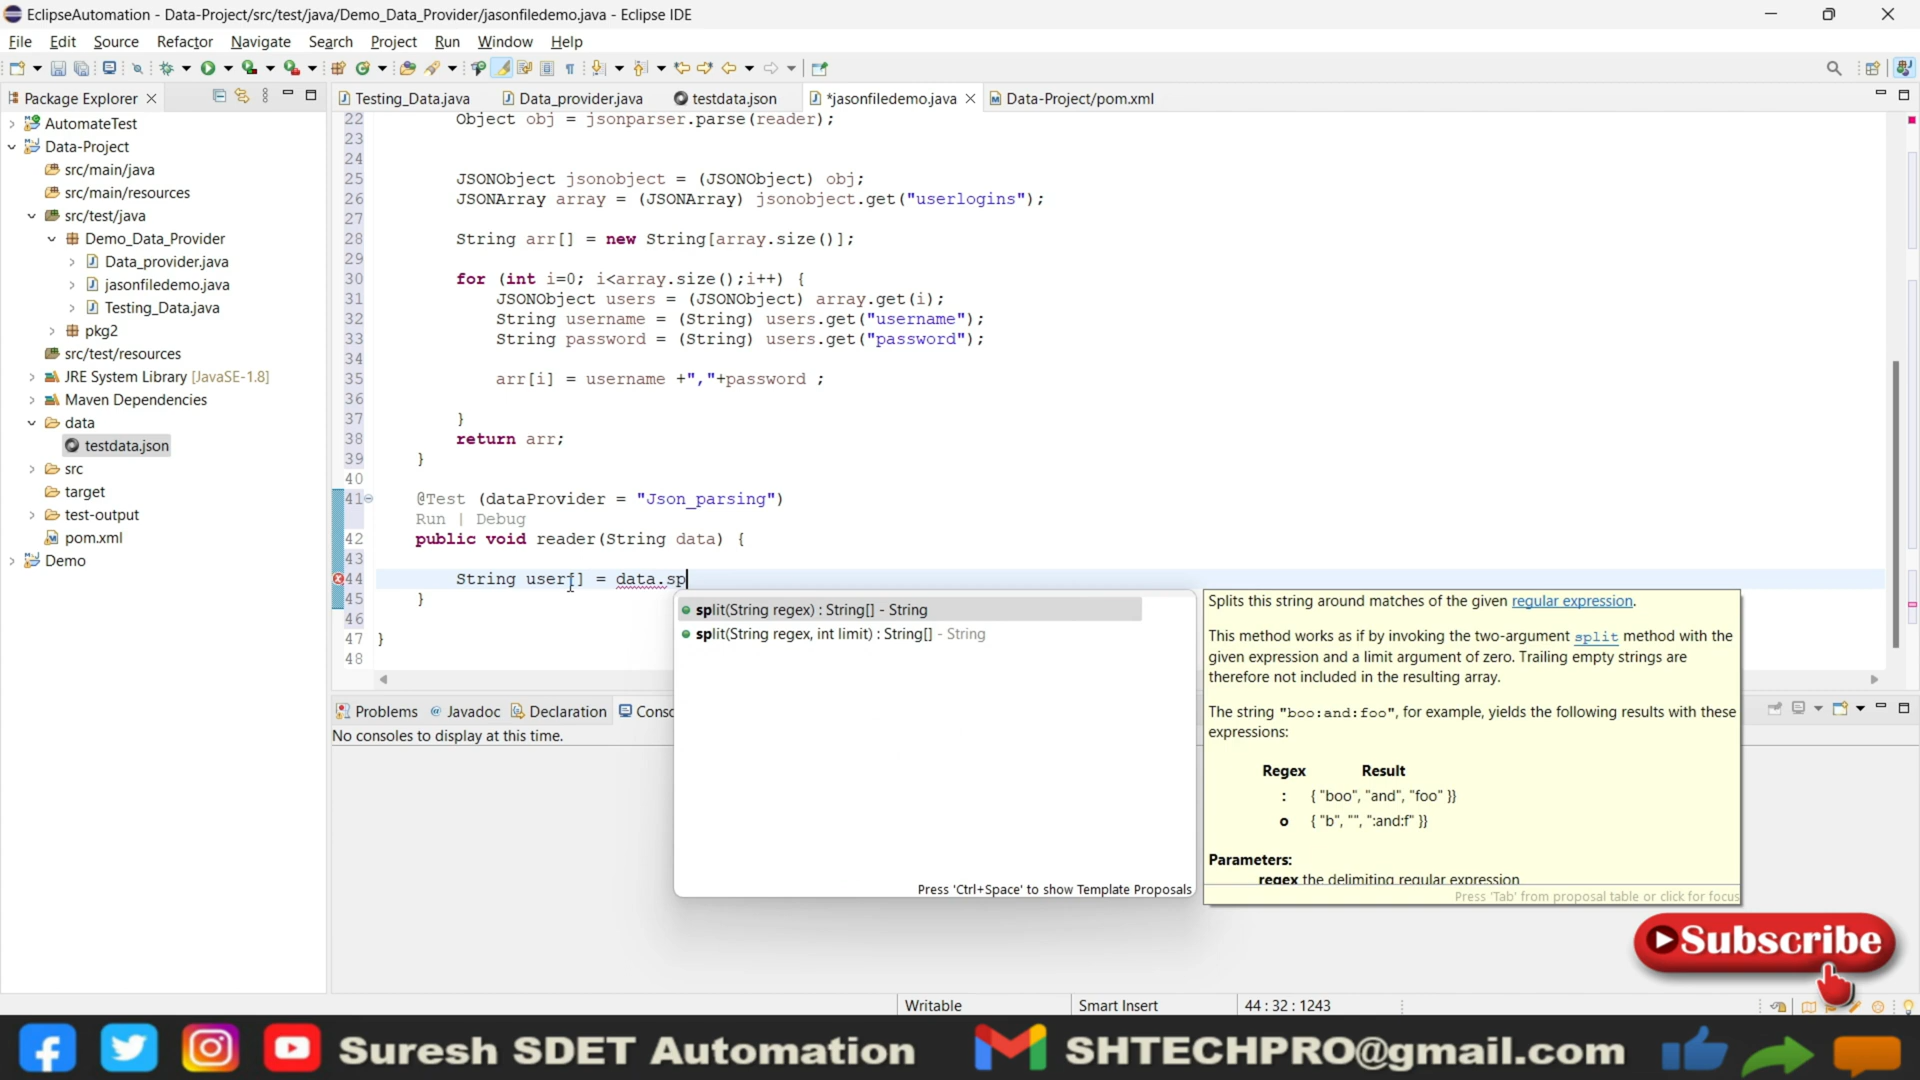 EclipseAutomation - Data-Project/src/test/java/Demo_Data_Provider/jasonfiledemo.java - Eclipse IDE
File Edit Source Refactor Navigate Search Project Run Window Help
Package Explorer
AutomateTest
Data-Project
src/main/java
src/main/resources
src/test/java
Demo_Data_Provider
Data_provider.java
jasonfiledemo.java
Testing_Data.java
pkg2
src/test/resources
JRE System Library [JavaSE-1.8]
Maven Dependencies
data
testdata.json
src
target
test-output
pom.xml
Demo
Testing_Data.java Data_provider.java testdata.json *jasonfiledemo.java Data-Project/pom.xml
22 Object obj = jsonparser.parse(reader);
23
24
25 JSONObject jsonobject = (JSONObject) obj;
26 JSONArray array = (JSONArray) jsonobject.get("userlogins");
27
28 String arr[] = new String[array.size()];
29
30 for (int i=0; i<array.size();i++) {
31 JSONObject users = (JSONObject) array.get(i);
32 String username = (String) users.get("username");
33 String password = (String) users.get("password");
34
35 arr[i] = username +","+password ;
36
37 }
38 return arr;
39 }
40
41 @Test (dataProvider = "Json_parsing")
Run | Debug
42 public void reader(String data) {
43
44 String user[] = data.sp
45 }
46
47 }
48
split(String regex) : String[] - String
split(String regex, int limit) : String[] - String
Press 'Ctrl+Space' to show Template Proposals
Splits this string around matches of the given regular expression.
This method works as if by invoking the two-argument split method with the
given expression and a limit argument of zero. Trailing empty strings are
therefore not included in the resulting array.
The string "boo:and:foo", for example, yields the following results with these
expressions:
Regex Result
: { "boo", "and", "foo" }}
o { "b", "", ":and:f" }}
Parameters:
regex the delimiting regular expression
Press 'Tab' from proposal table or click for focus
Problems Javadoc Declaration Conso
No consoles to display at this time.
Subscribe
Writable Smart Insert 44 : 32 : 1243
Suresh SDET Automation SHTECHPRO@gmail.com